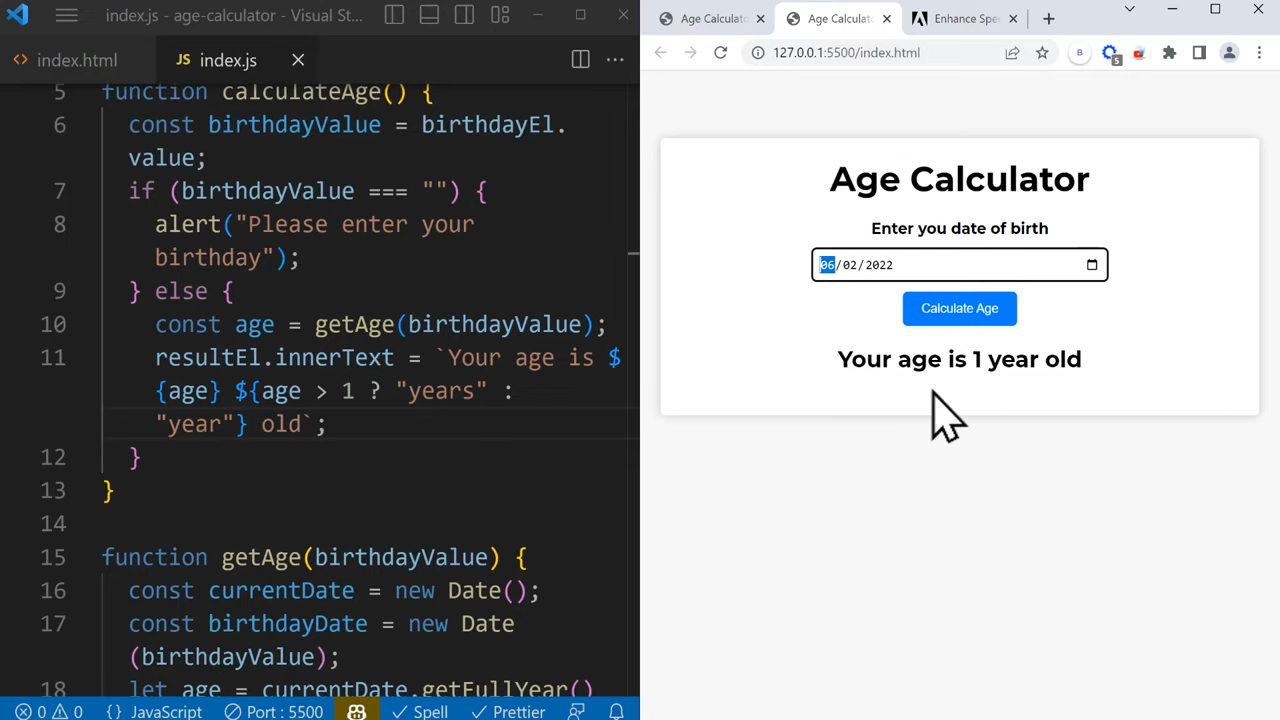 index.js - age-calculator - Visual St...
index.html
JS index.js
5 function calculateAge() {
6 const birthdayValue = birthdayEl.
value;
7 if (birthdayValue === "") {
8 alert("Please enter your
birthday");
9 } else {
10 const age = getAge(birthdayValue);
11 resultEl.innerText = `Your age is $
{age} ${age > 1 ? "years" :
"year"} old`;
12 }
13 }
14
15 function getAge(birthdayValue) {
16 const currentDate = new Date();
17 const birthdayDate = new Date
(birthdayValue);
18 let age = currentDate.getFullYear()
0 0 {} JavaScript Port : 5500 Spell Prettier
Age Calculato Age Calculato Enhance Spe
127.0.0.1:5500/index.html
B
5
Age Calculator
Enter you date of birth
06/02/2022
Calculate Age
Your age is 1 year old